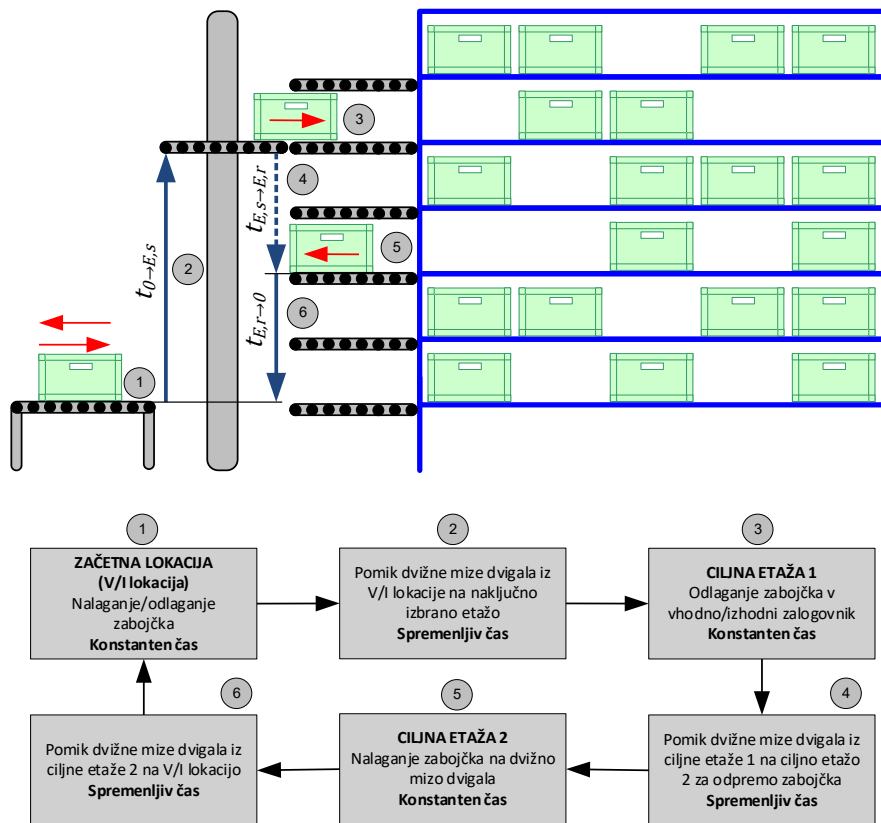 3
4
t_{E,s→E,r}
t_{0→E,s}
2
5
t_{E,r→0}
6
1
1
2
3
ZAČETNA LOKACIJA
(V/I lokacija)
Nalaganje/odlaganje
zabojčka
Konstanten čas
Pomik dvižne mize dvigala iz
V/I lokacije na naključno
izbrano etažo
Spremenljiv čas
CILJNA ETAŽA 1
Odlaganje zabojčka v
vhodno/izhodni zalogovnik
Konstanten čas
6
5
4
Pomik dvižne mize dvigala iz
ciljne etaže 2 na V/I lokacijo
Spremenljiv čas
CILJNA ETAŽA 2
Nalaganje zabojčka na dvižno
mizo dvigala
Konstanten čas
Pomik dvižne mize dvigala iz
ciljne etaže 1 na ciljno etažo
2 za odpremo zabojčka
Spremenljiv čas